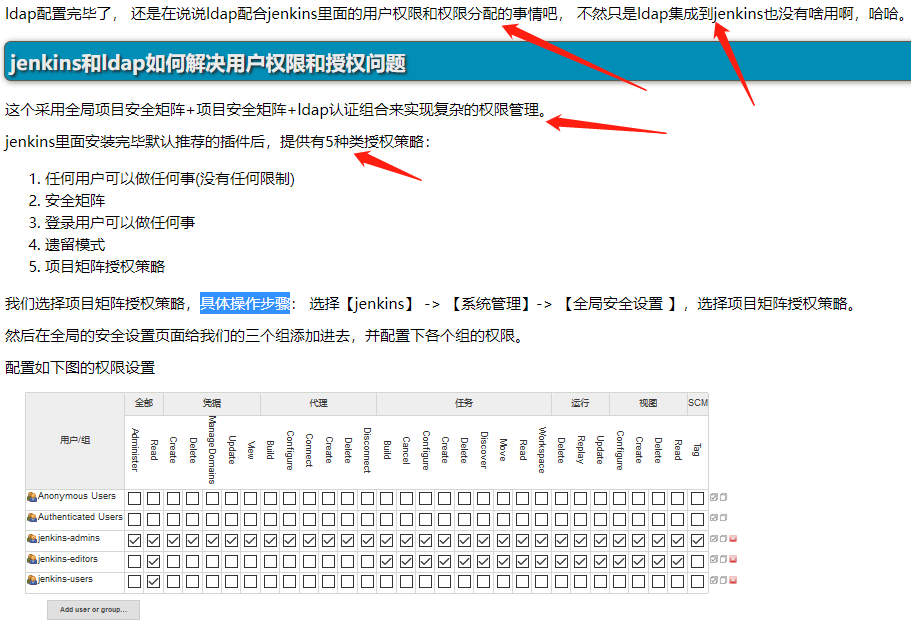 ldap配置完毕了， 还是在说说ldap配合jenkins里面的用户权限和权限分配的事情吧， 不然只是ldap集成到jenkins也没有啥用啊，哈哈。
jenkins和ldap如何解决用户权限和授权问题
这个采用全局项目安全矩阵+项目安全矩阵+ldap认证组合来实现复杂的权限管理。
jenkins里面安装完毕默认推荐的插件后，提供有5种类授权策略：
1. 任何用户可以做任何事(没有任何限制)
2. 安全矩阵
3. 登录用户可以做任何事
4. 遗留模式
5. 项目矩阵授权策略
我们选择项目矩阵授权策略，具体操作步骤： 选择【jenkins】 -> 【系统管理】-> 【全局安全设置 】，选择项目矩阵授权策略。
然后在全局的安全设置页面给我们的三个组添加进去，并配置下各个组的权限。
配置如下图的权限设置
用户/组 全部 凭据 代理 任务 运行 视图 SCM
Administer Read Create Delete ManageDomains Update View Build Configure Connect Create Delete Disconnect Build Cancel Configure Create Delete Discover Move Read Workspace Delete Replay Update Configure Create Delete Read Tag
Anonymous Users
Authenticated Users
jenkins-admins
jenkins-editors
jenkins-users
Add user or group...